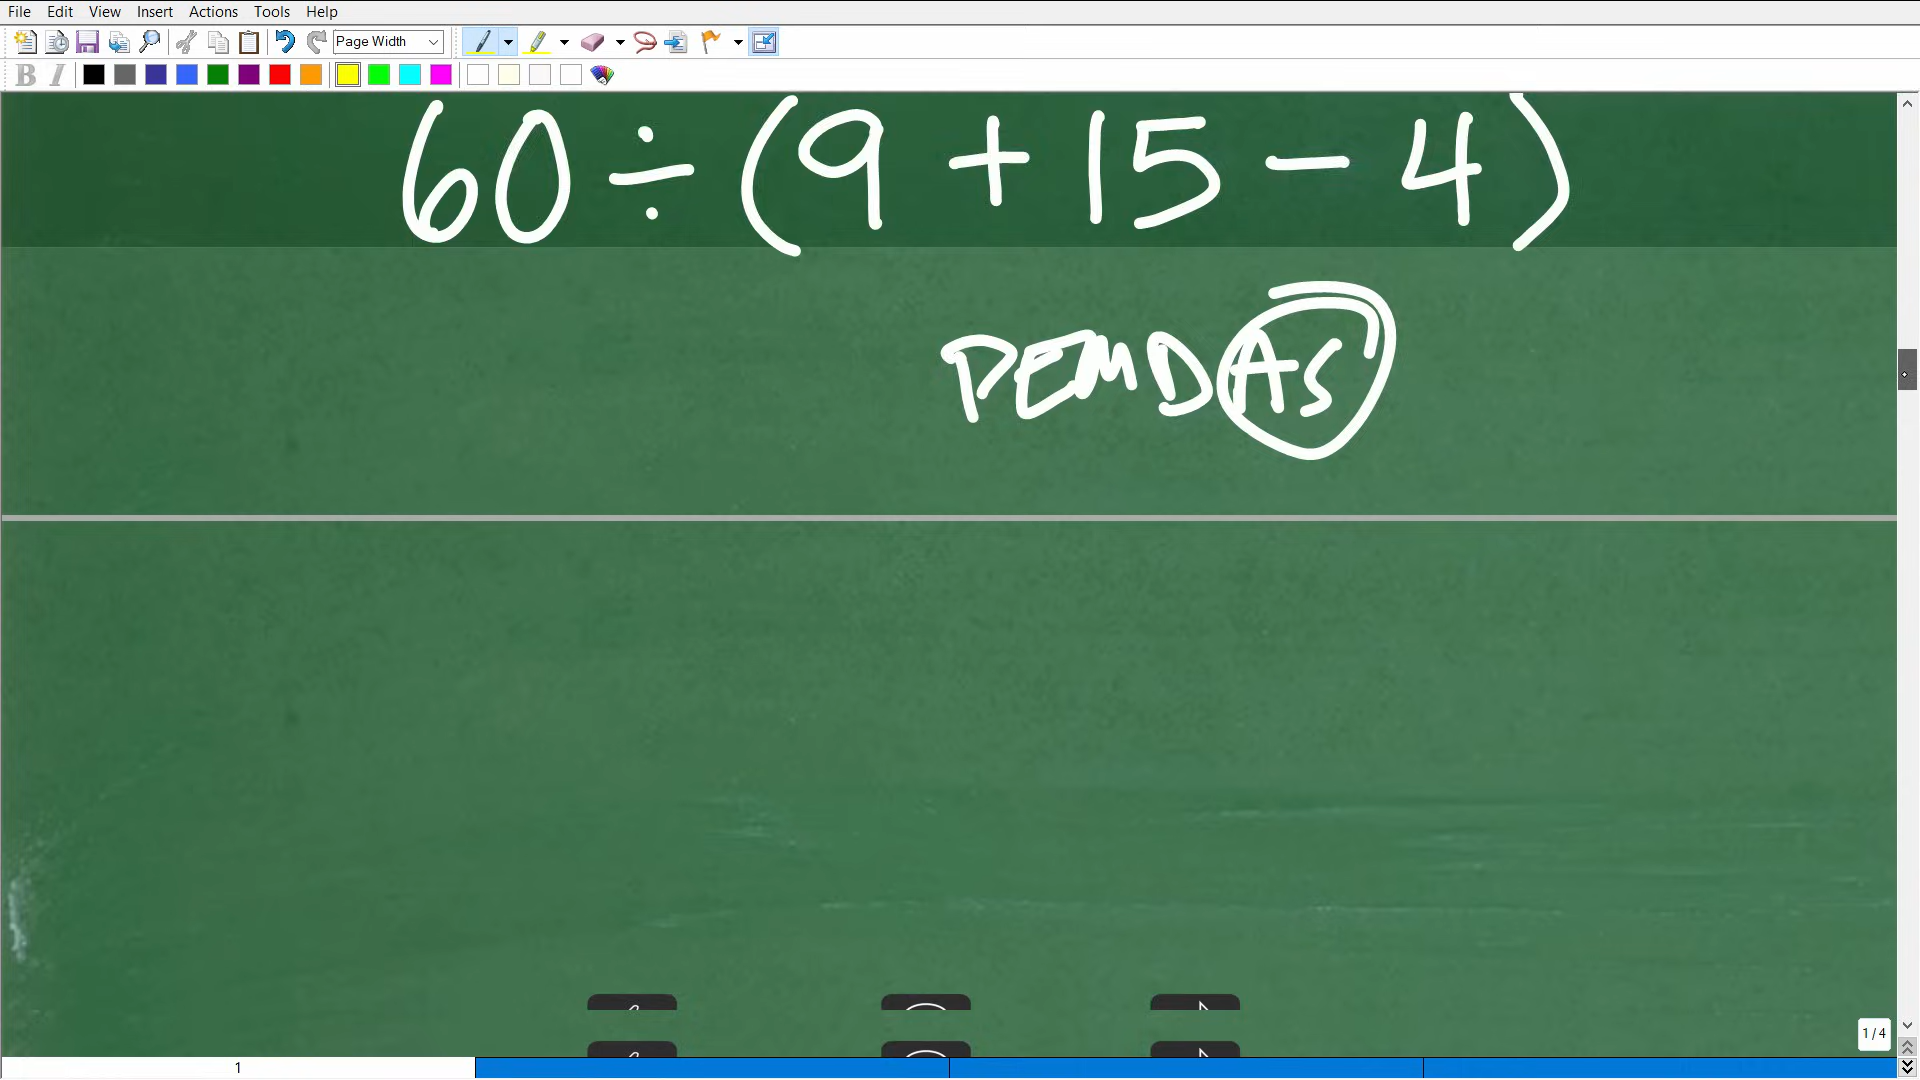 File Edit View Insert Actions Tools Help
Page Width
B I
60 ÷ (9 + 15 − 4)
PEMDAS
1 / 4
1